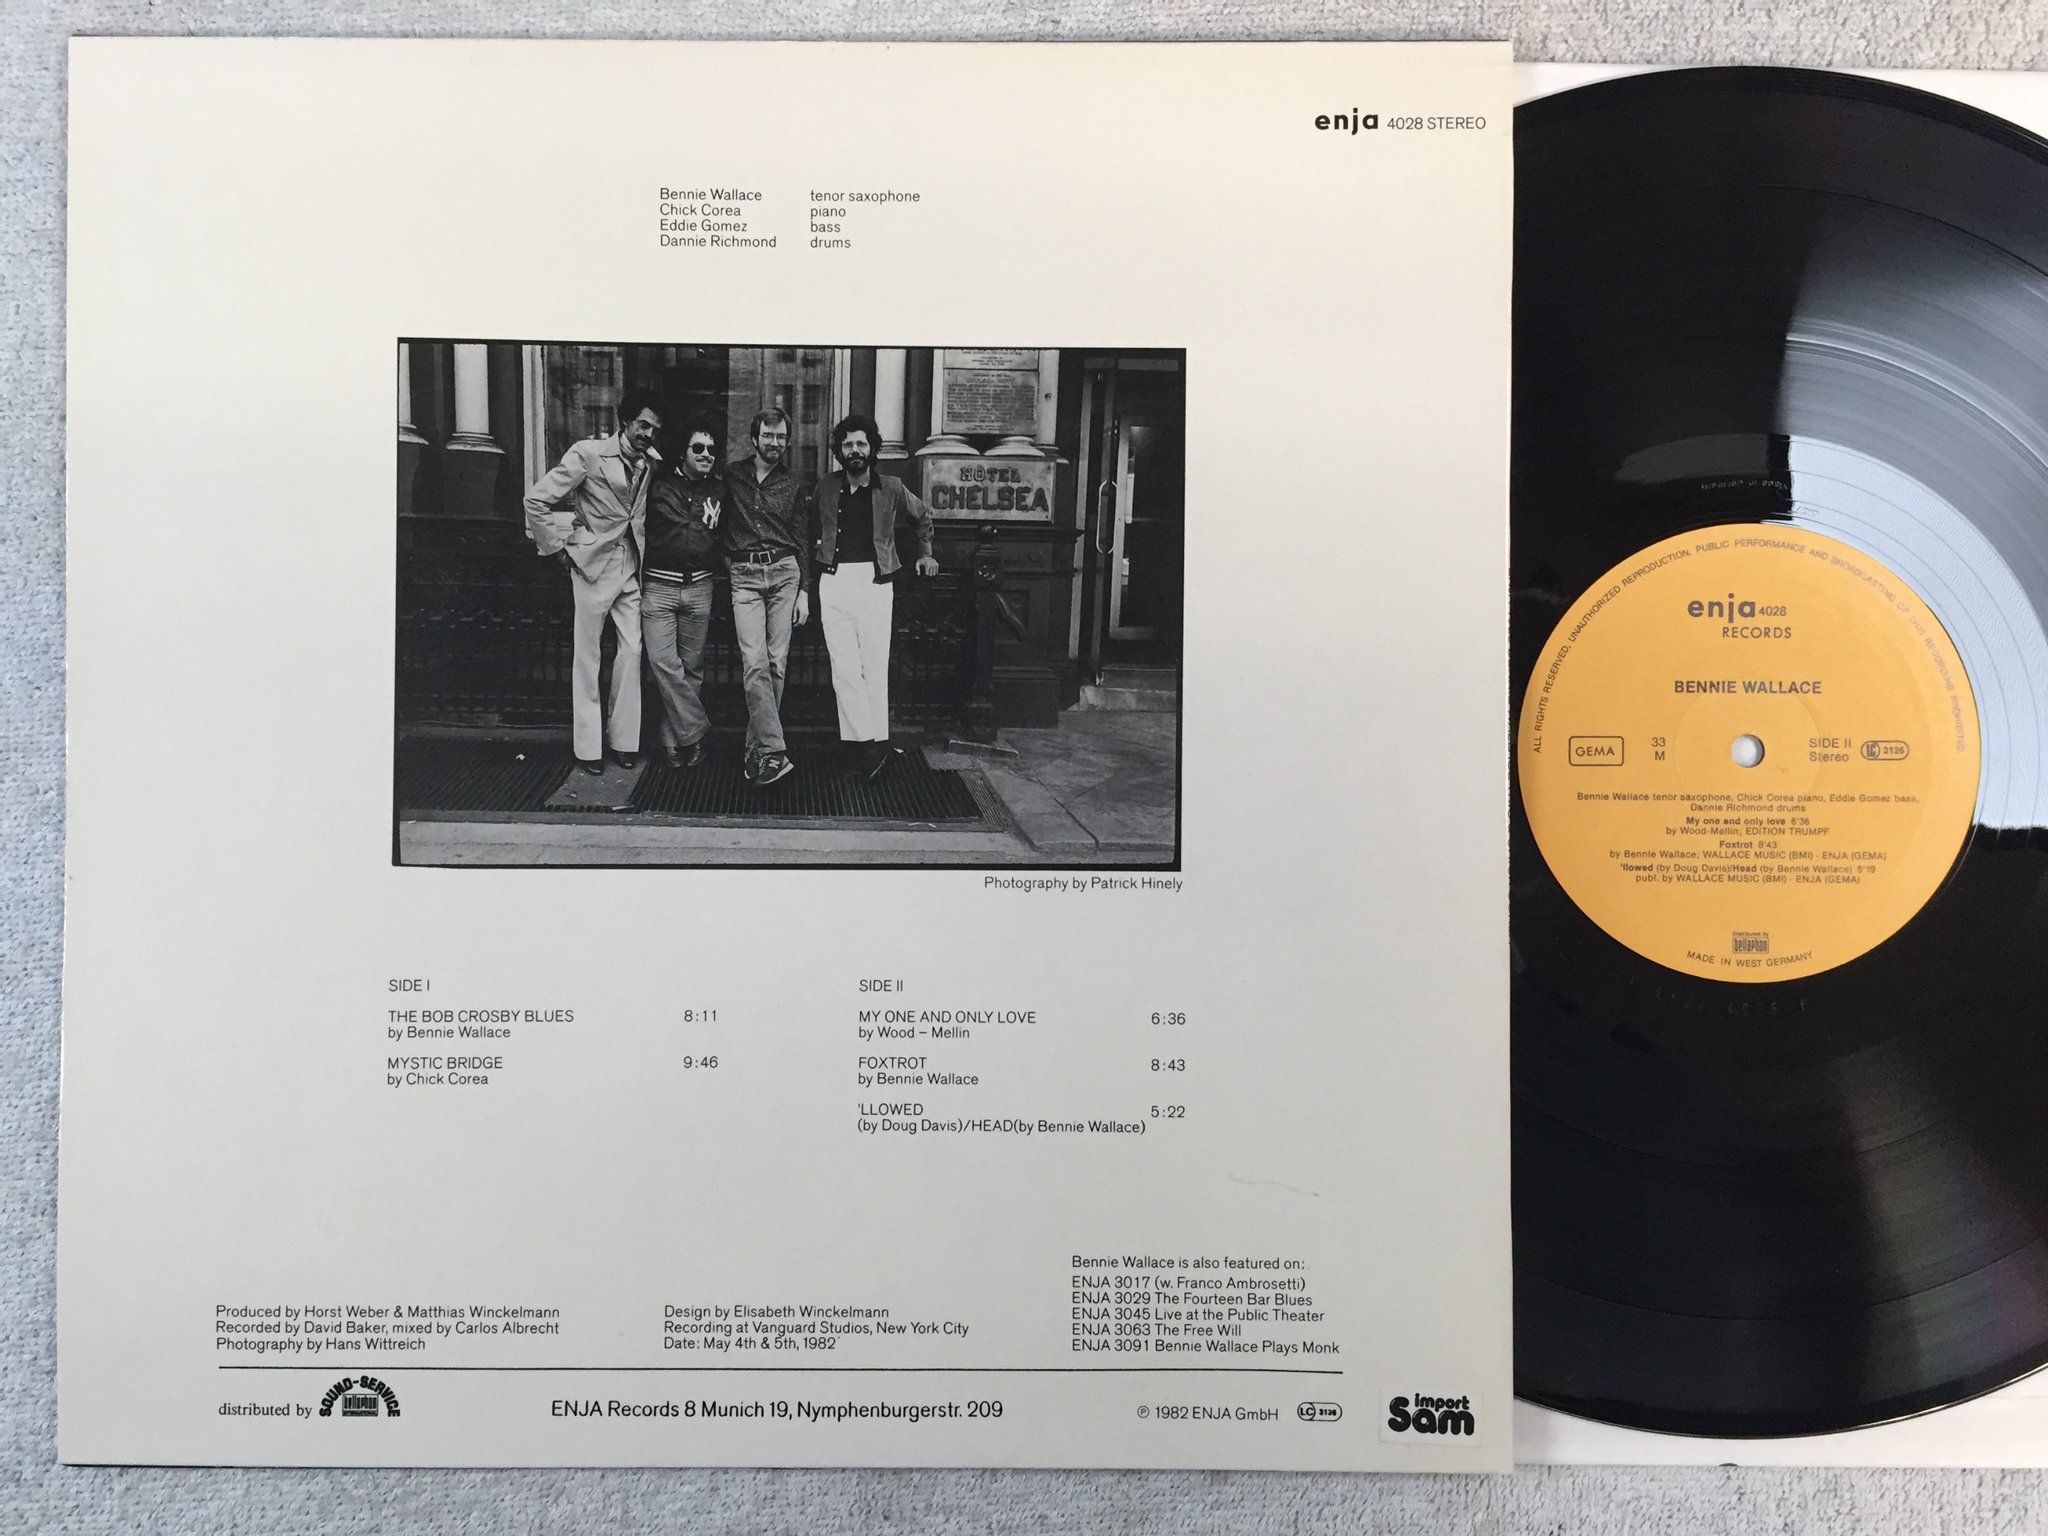 enja 4028 STEREO
Bennie Wallace tenor saxophone
Chick Corea piano
Eddie Gomez bass
Dannie Richmond drums
NY
HOTEL
CHELSEA
Photography by Patrick Hinely
SIDE I
THE BOB CROSBY BLUES 8:11
by Bennie Wallace
MYSTIC BRIDGE 9:46
by Chick Corea
SIDE II
MY ONE AND ONLY LOVE 6:36
by Wood – Mellin
FOXTROT 8:43
by Bennie Wallace
'LLOWED 5:22
(by Doug Davis)/HEAD(by Bennie Wallace)
Produced by Horst Weber & Matthias Winckelmann
Recorded by David Baker, mixed by Carlos Albrecht
Photography by Hans Wittreich
Design by Elisabeth Winckelmann
Recording at Vanguard Studios, New York City
Date: May 4th & 5th, 1982
Bennie Wallace is also featured on:
ENJA 3017 (w. Franco Ambrosetti)
ENJA 3029 The Fourteen Bar Blues
ENJA 3045 Live at the Public Theater
ENJA 3063 The Free Will
ENJA 3091 Bennie Wallace Plays Monk
distributed by SOUND-SERVICE
bellaphon
INTERNATIONAL
ENJA Records 8 Munich 19, Nymphenburgerstr. 209
℗ 1982 ENJA GmbH LC 3126
import
Sam
Made in Germany
ALL RIGHTS RESERVED, UNAUTHORIZED REPRODUCTION, PUBLIC PERFORMANCE AND BROADCASTING OF THIS RECORDING PROHIBITED
enja 4028
RECORDS
BENNIE WALLACE
GEMA 33 SIDE II LC 3126
M Stereo
Bennie Wallace tenor saxophone, Chick Corea piano, Eddie Gomez bass,
Dannie Richmond drums
My one and only love 6'36
by Wood-Mellin; EDITION TRUMPF
Foxtrot 8'43
by Bennie Wallace, WALLACE MUSIC (BMI) - ENJA (GEMA)
'llowed (by Doug Davis)/Head (by Bennie Wallace) 5'19
publ. by WALLACE MUSIC (BMI) - ENJA (GEMA)
Distributed by
bellaphon
MADE IN WEST GERMANY